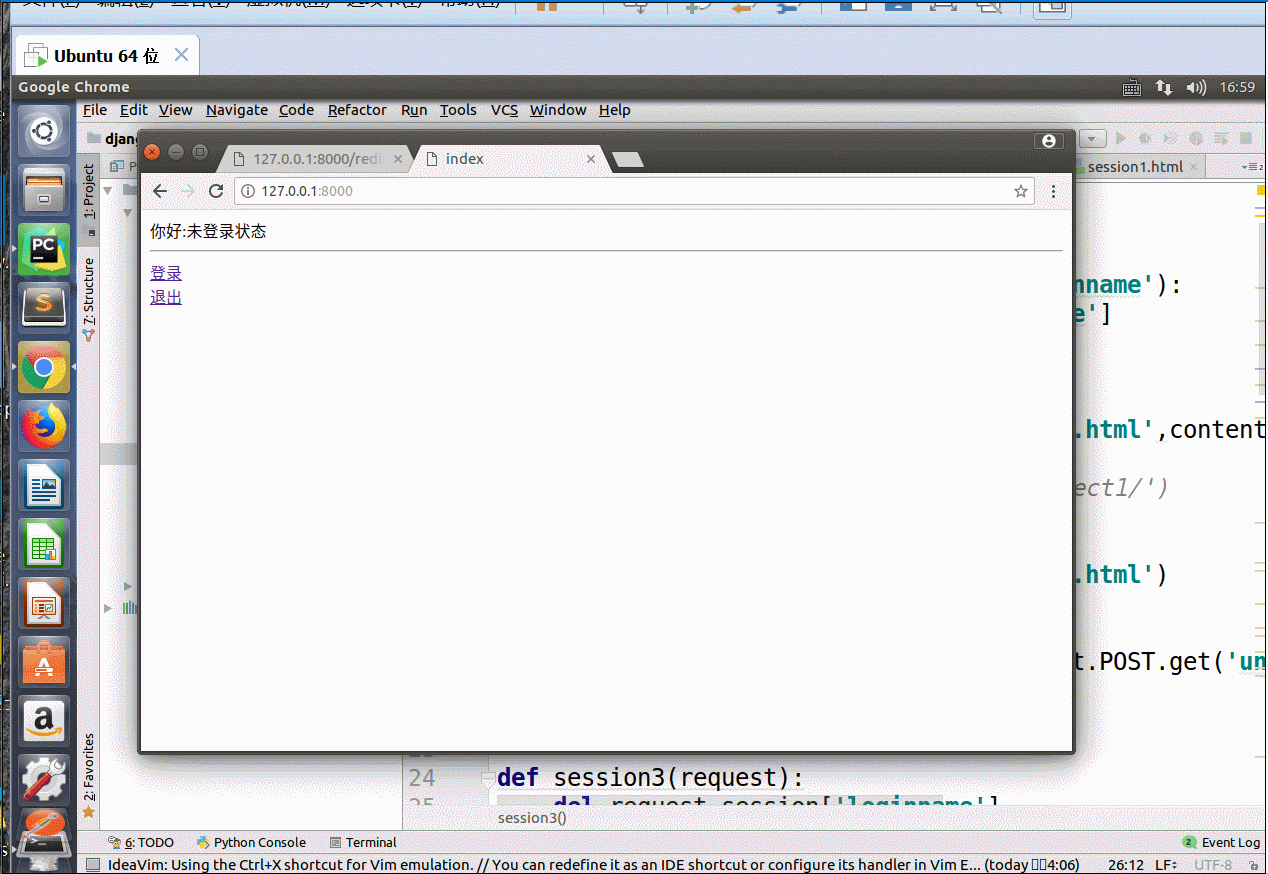 Ubuntu 64 位
Google Chrome
16:59
File Edit View Navigate Code Refactor Run Tools VCS Window Help
djang
127.0.0.1:8000/redi
index
session1.html
127.0.0.1:8000
1: Project
7: Structure
2: Favorites
你好:未登录状态
登录
退出
nname'):
e']
.html',content
ect1/')
.html')
t.POST.get('un
24 def session3(request):
25 del request.session['loginname']
session3()
6: TODO Python Console Terminal
2 Event Log
IdeaVim: Using the Ctrl+X shortcut for Vim emulation. // You can redefine it as an IDE shortcut or configure its handler in Vim E... (today 4:06) 26:12 LF UTF-8